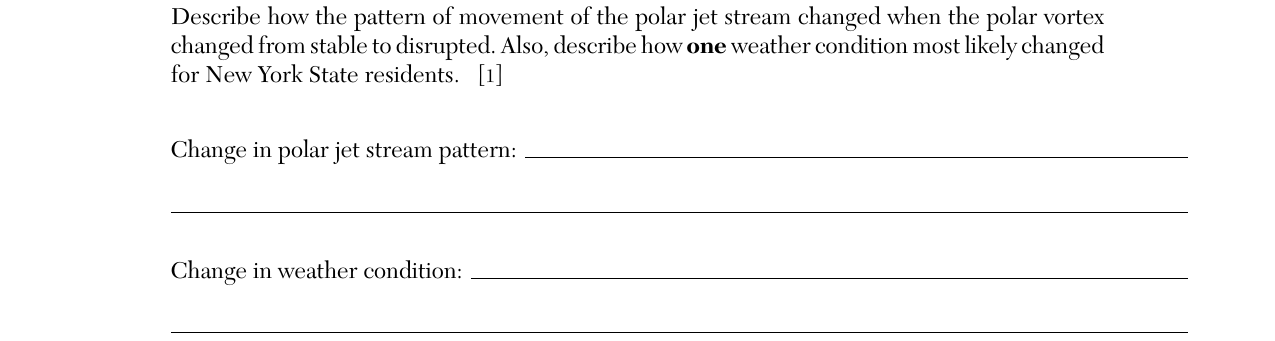 Describe how the pattern of movement of the polar jet stream changed when the polar vortex
changed from stable to disrupted. Also, describe how one weather condition most likely changed
for New York State residents. [1]
Change in polar jet stream pattern:
Change in weather condition: